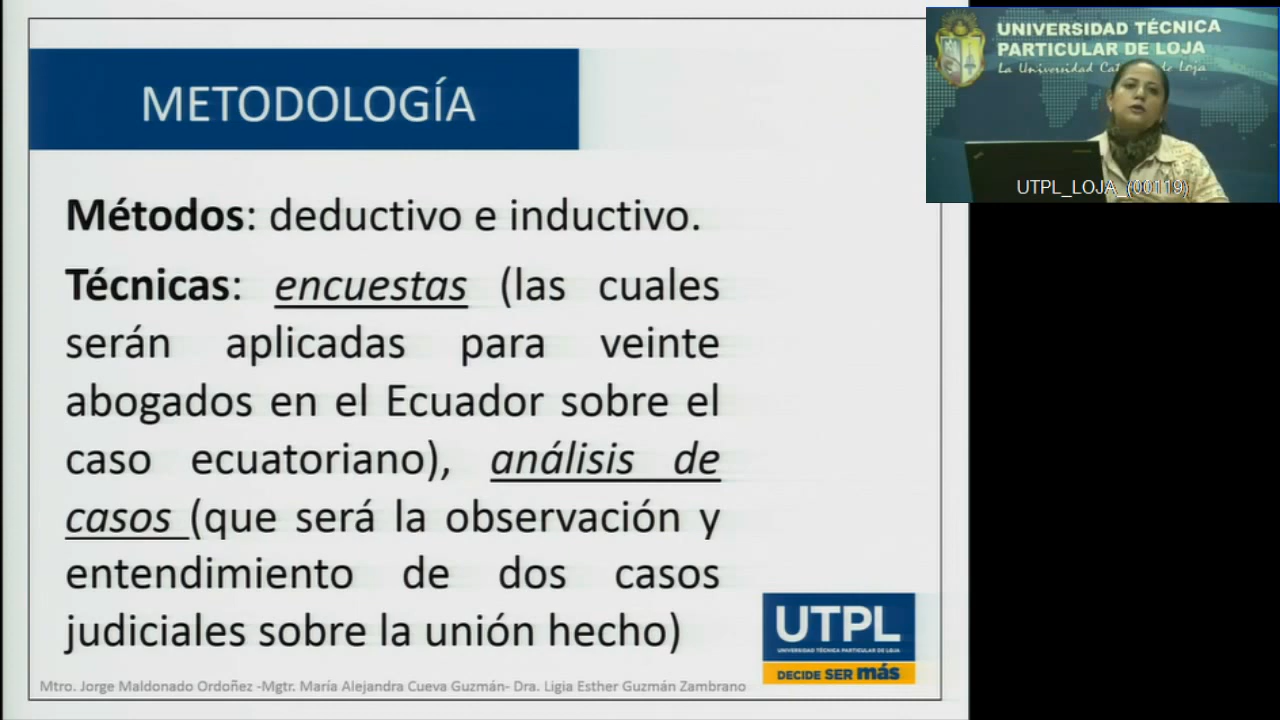 METODOLOGÍA
Métodos: deductivo e inductivo.
Técnicas: encuestas (las cuales
serán aplicadas para veinte
abogados en el Ecuador sobre el
caso ecuatoriano), análisis de
casos (que será la observación y
entendimiento de dos casos
judiciales sobre la unión hecho)
Mtro. Jorge Maldonado Ordoñez -Mgtr. María Alejandra Cueva Guzmán- Dra. Ligia Esther Guzmán Zambrano
UTPL
UNIVERSIDAD TÉCNICA PARTICULAR DE LOJA
DECIDE SER más
UNIVERSIDAD TÉCNICA
PARTICULAR DE LOJA
La Universidad de Loja
UTPL_LOJA_(00119)